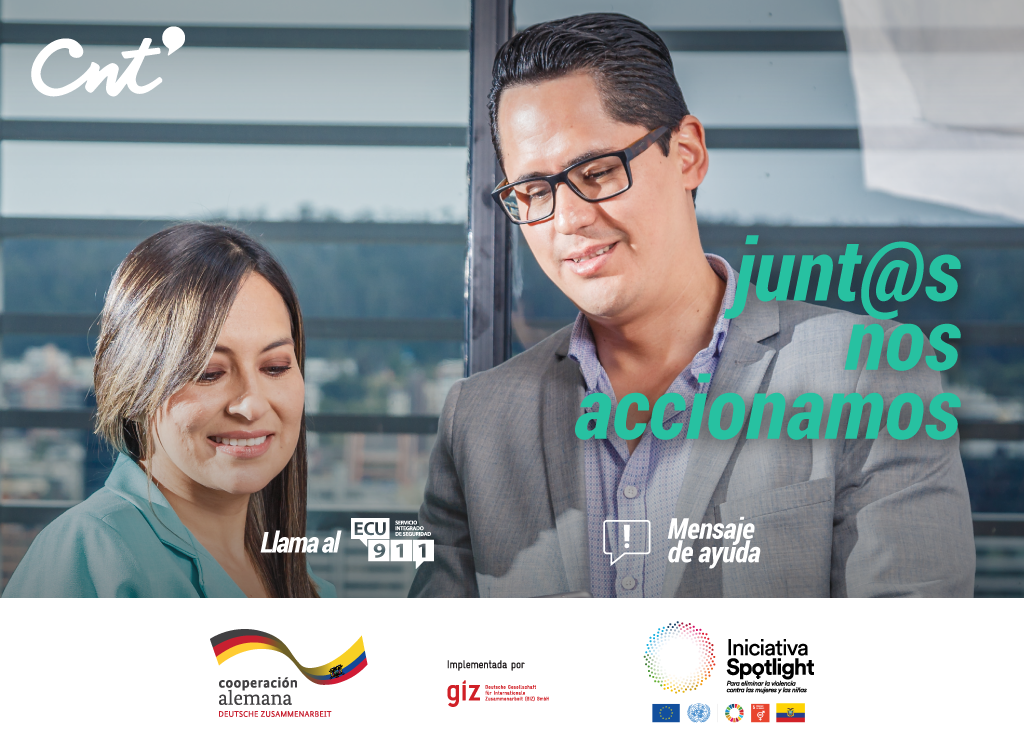 Cnt
junt@s
nos
accionamos
Llama al
ECU
911
SERVICIO
INTEGRADO
DE SEGURIDAD
Mensaje
de ayuda
cooperación
alemana
DEUTSCHE ZUSAMMENARBEIT
Implementada por
giz
Deutsche Gesellschaft
für Internationale
Zusammenarbeit (GIZ) GmbH
Iniciativa
Spotlight
Para eliminar la violencia
contra las mujeres y las niñas